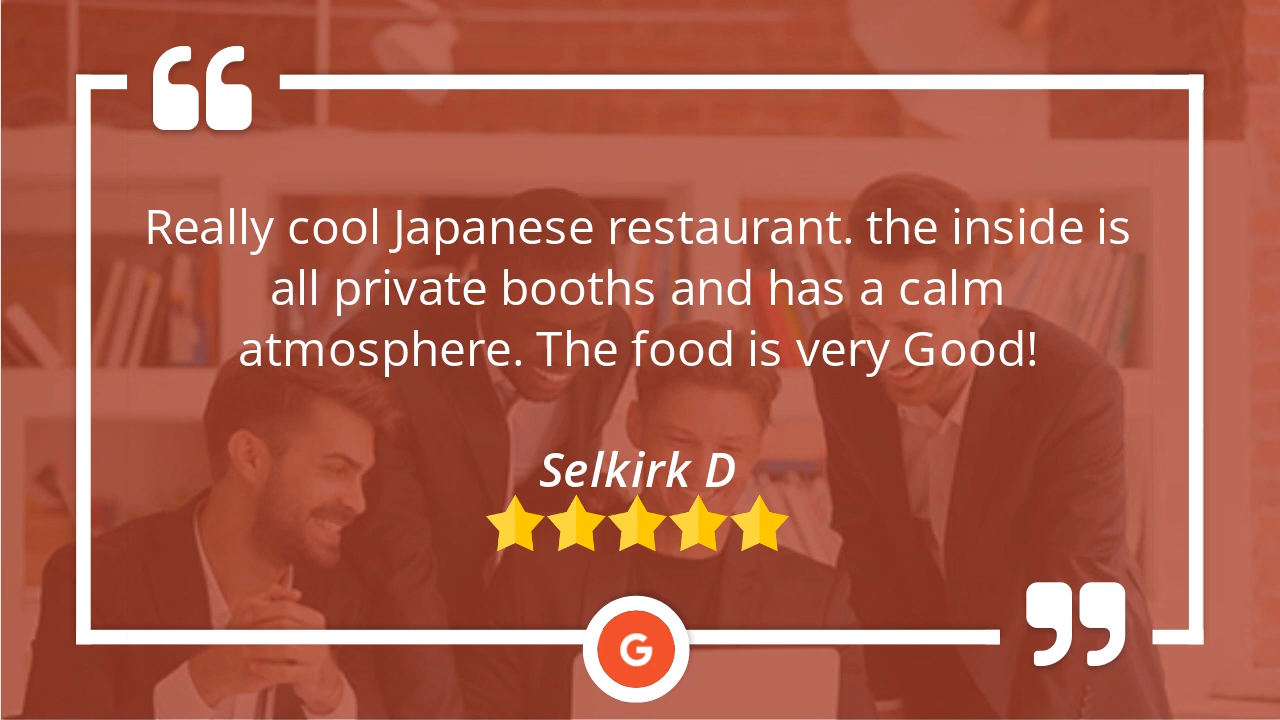 Really cool Japanese restaurant. the inside is
all private booths and has a calm
atmosphere. The food is very Good!
Selkirk D
G